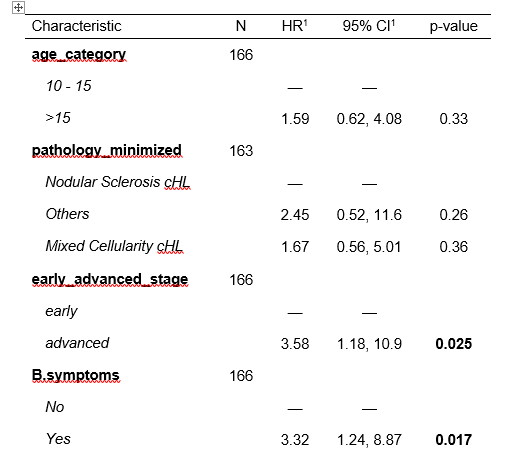 Characteristic N HR¹ 95% CI¹ p-value
age_category 166
10 - 15 — —
>15 1.59 0.62, 4.08 0.33
pathology_minimized 163
Nodular Sclerosis cHL — —
Others 2.45 0.52, 11.6 0.26
Mixed Cellularity cHL 1.67 0.56, 5.01 0.36
early_advanced_stage 166
early — —
advanced 3.58 1.18, 10.9 0.025
B.symptoms 166
No — —
Yes 3.32 1.24, 8.87 0.017